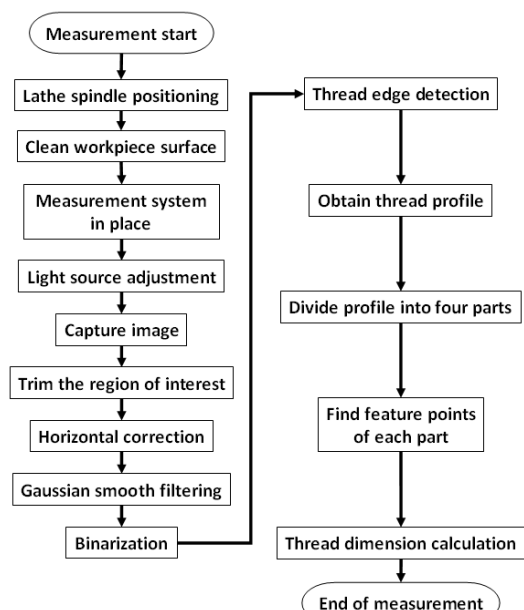 Measurement start
Lathe spindle positioning
Clean workpiece surface
Measurement system
in place
Light source adjustment
Capture image
Trim the region of interest
Horizontal correction
Gaussian smooth filtering
Binarization
Thread edge detection
Obtain thread profile
Divide profile into four parts
Find feature points
of each part
Thread dimension calculation
End of measurement